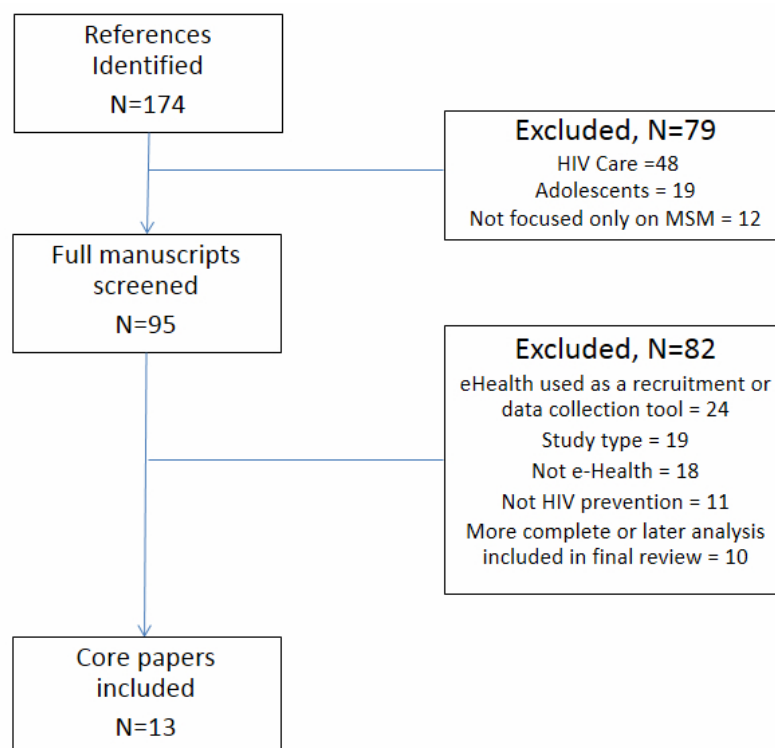 References
Identified
N=174
Excluded, N=79
HIV Care =48
Adolescents = 19
Not focused only on MSM = 12
Full manuscripts
screened
N=95
Excluded, N=82
eHealth used as a recruitment or
data collection tool = 24
Study type = 19
Not e-Health = 18
Not HIV prevention = 11
More complete or later analysis
included in final review = 10
Core papers
included
N=13